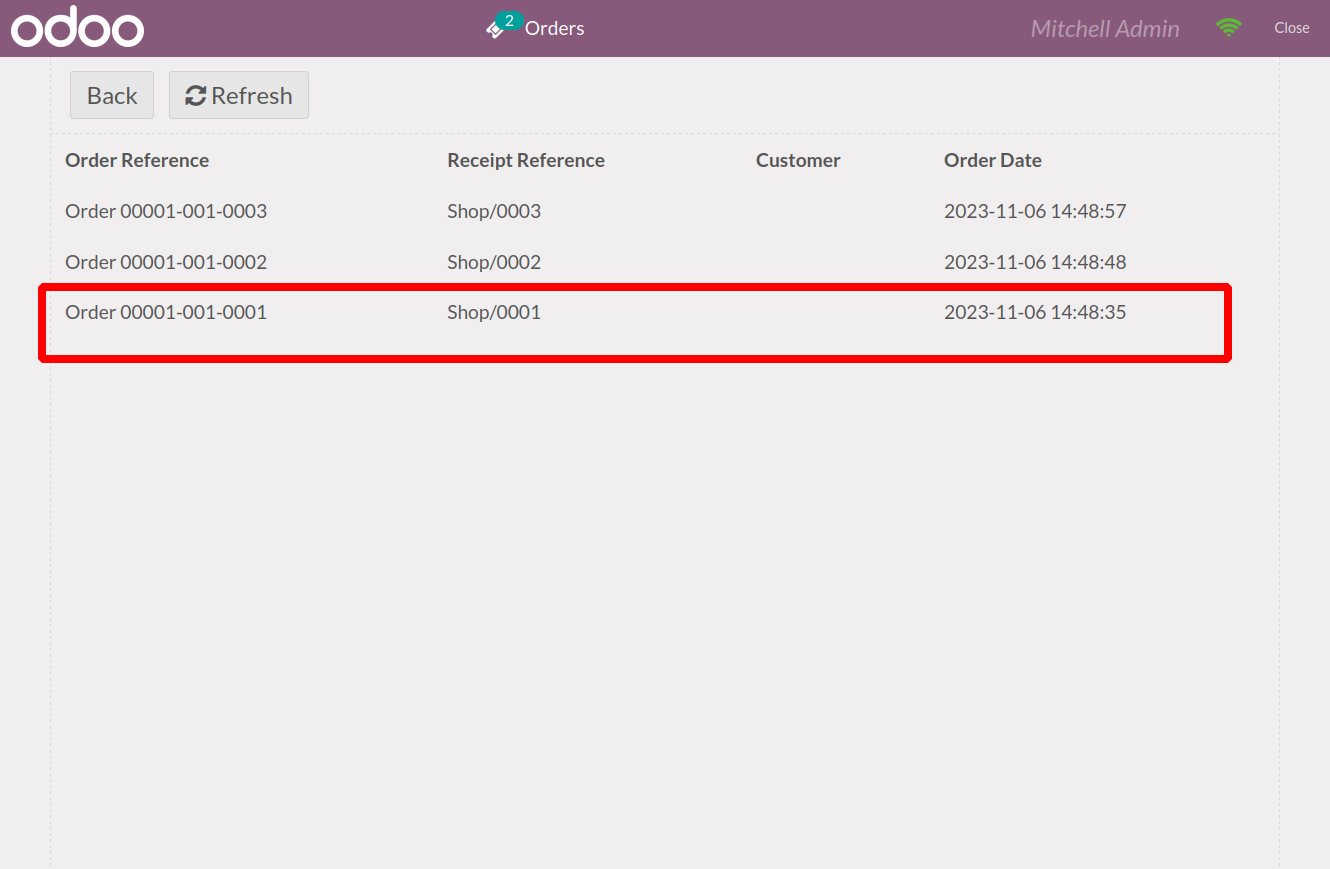 odoo 2 Orders Mitchell Admin Close
Back Refresh
Order Reference Receipt Reference Customer Order Date
Order 00001-001-0003 Shop/0003 2023-11-06 14:48:57
Order 00001-001-0002 Shop/0002 2023-11-06 14:48:48
Order 00001-001-0001 Shop/0001 2023-11-06 14:48:35